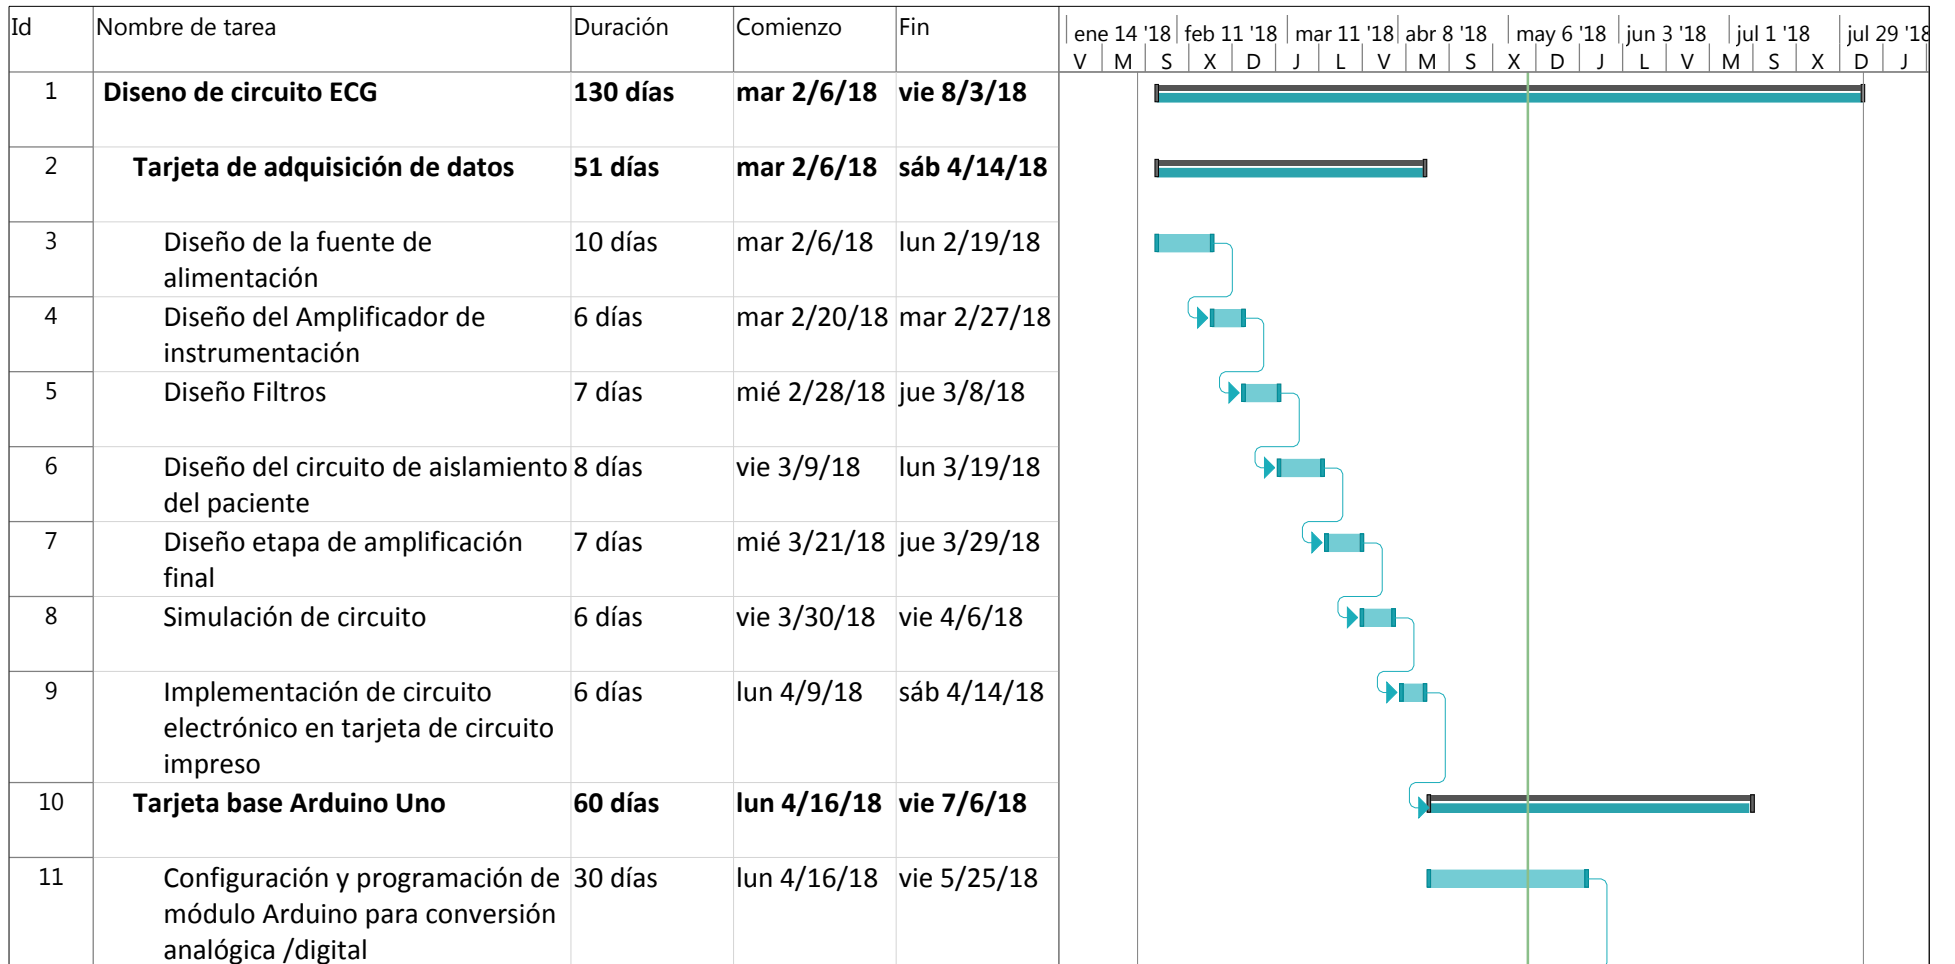 Id Nombre de tarea Duración Comienzo Fin
ene 14 '18 feb 11 '18 mar 11 '18 abr 8 '18 may 6 '18 jun 3 '18 jul 1 '18 jul 29 '18
V M S X D J L V M S X D J L V M S X D J
1 Diseno de circuito ECG 130 días mar 2/6/18 vie 8/3/18
2 Tarjeta de adquisición de datos 51 días mar 2/6/18 sáb 4/14/18
3 Diseño de la fuente de 10 días mar 2/6/18 lun 2/19/18
alimentación
4 Diseño del Amplificador de 6 días mar 2/20/18 mar 2/27/18
instrumentación
5 Diseño Filtros 7 días mié 2/28/18 jue 3/8/18
6 Diseño del circuito de aislamiento 8 días vie 3/9/18 lun 3/19/18
del paciente
7 Diseño etapa de amplificación 7 días mié 3/21/18 jue 3/29/18
final
8 Simulación de circuito 6 días vie 3/30/18 vie 4/6/18
9 Implementación de circuito 6 días lun 4/9/18 sáb 4/14/18
electrónico en tarjeta de circuito
impreso
10 Tarjeta base Arduino Uno 60 días lun 4/16/18 vie 7/6/18
11 Configuración y programación de 30 días lun 4/16/18 vie 5/25/18
módulo Arduino para conversión
analógica /digital